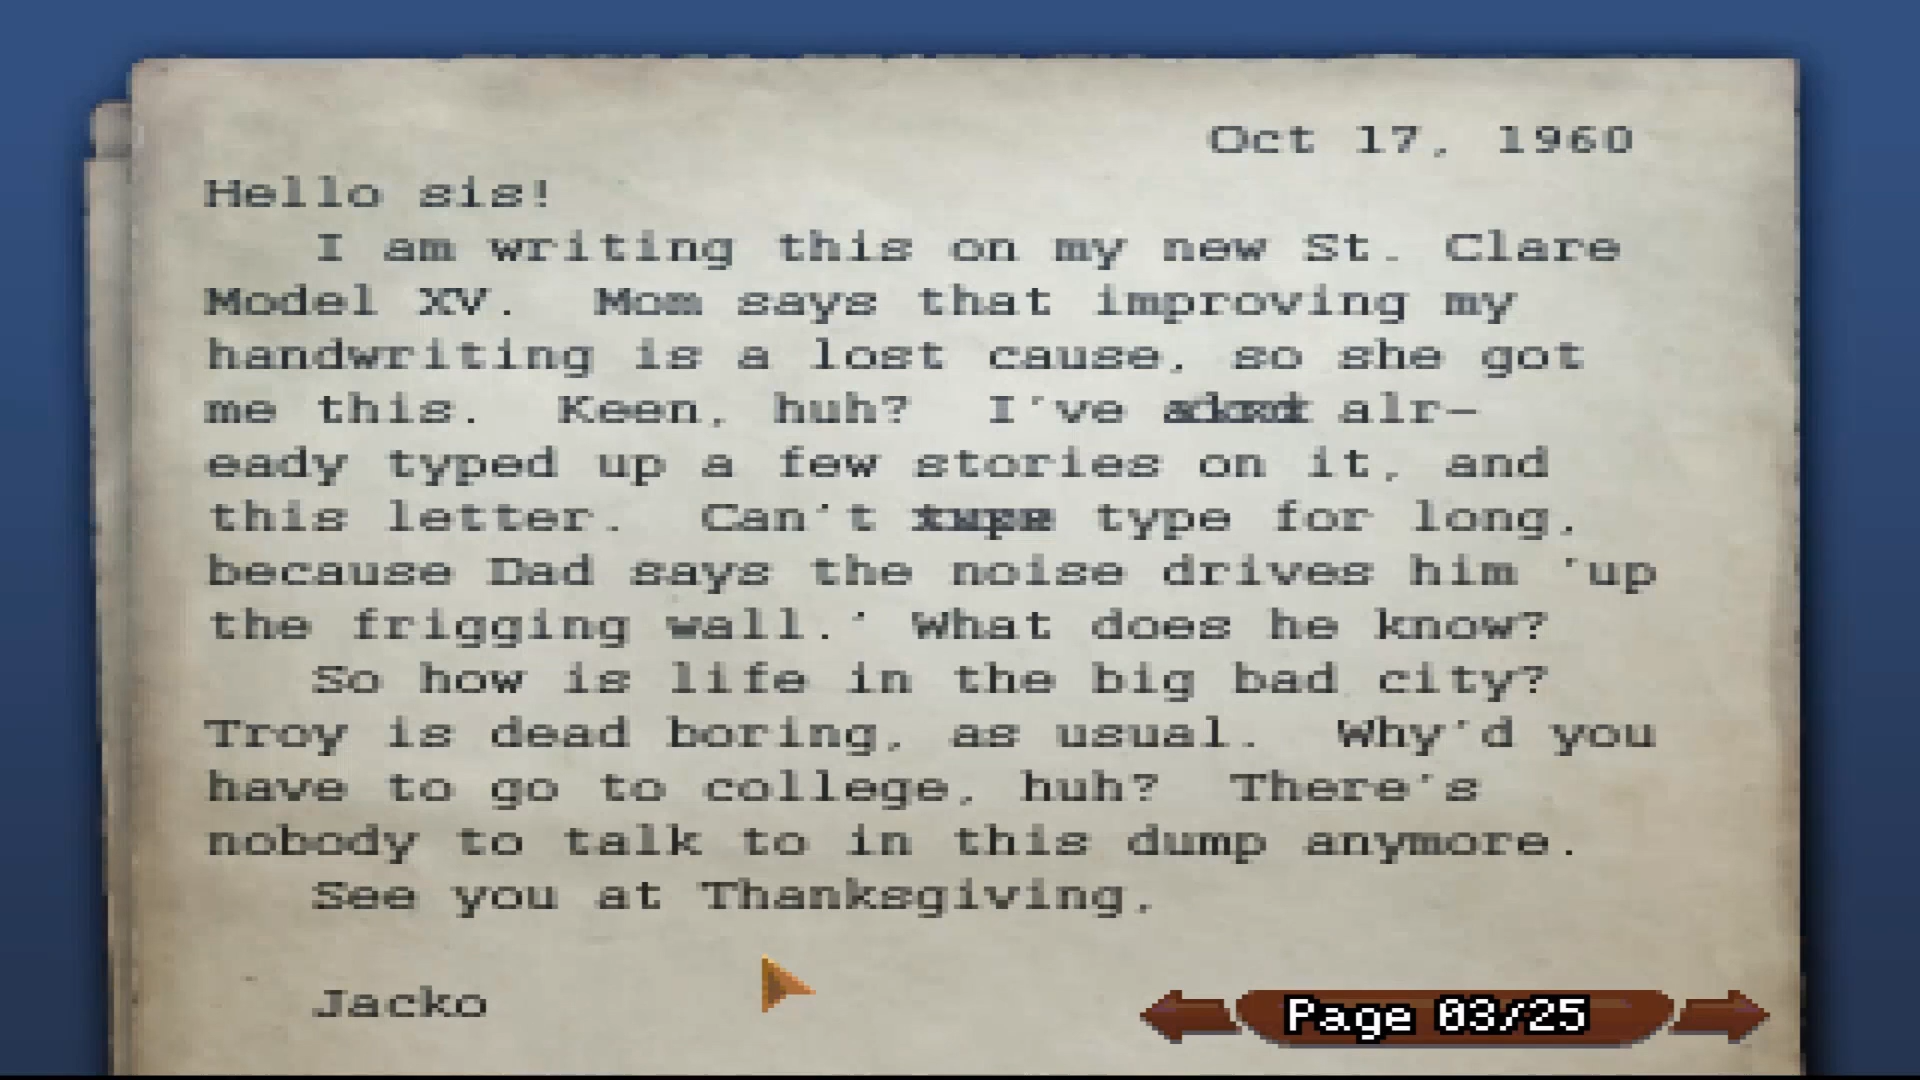 Oct 17, 1960
Hello sis!
I am writing this on my new St. Clare
Model XV. Mom says that improving my
handwriting is a lost cause, so she got
me this. Keen, huh? I've alr-
eady typed up a few stories on it, and
this letter. Can't type for long,
because Dad says the noise drives him 'up
the frigging wall.' What does he know?
So how is life in the big bad city?
Troy is dead boring, as usual. Why'd you
have to go to college, huh? There's
nobody to talk to in this dump anymore.
See you at Thanksgiving,
Jacko
Page 03/25